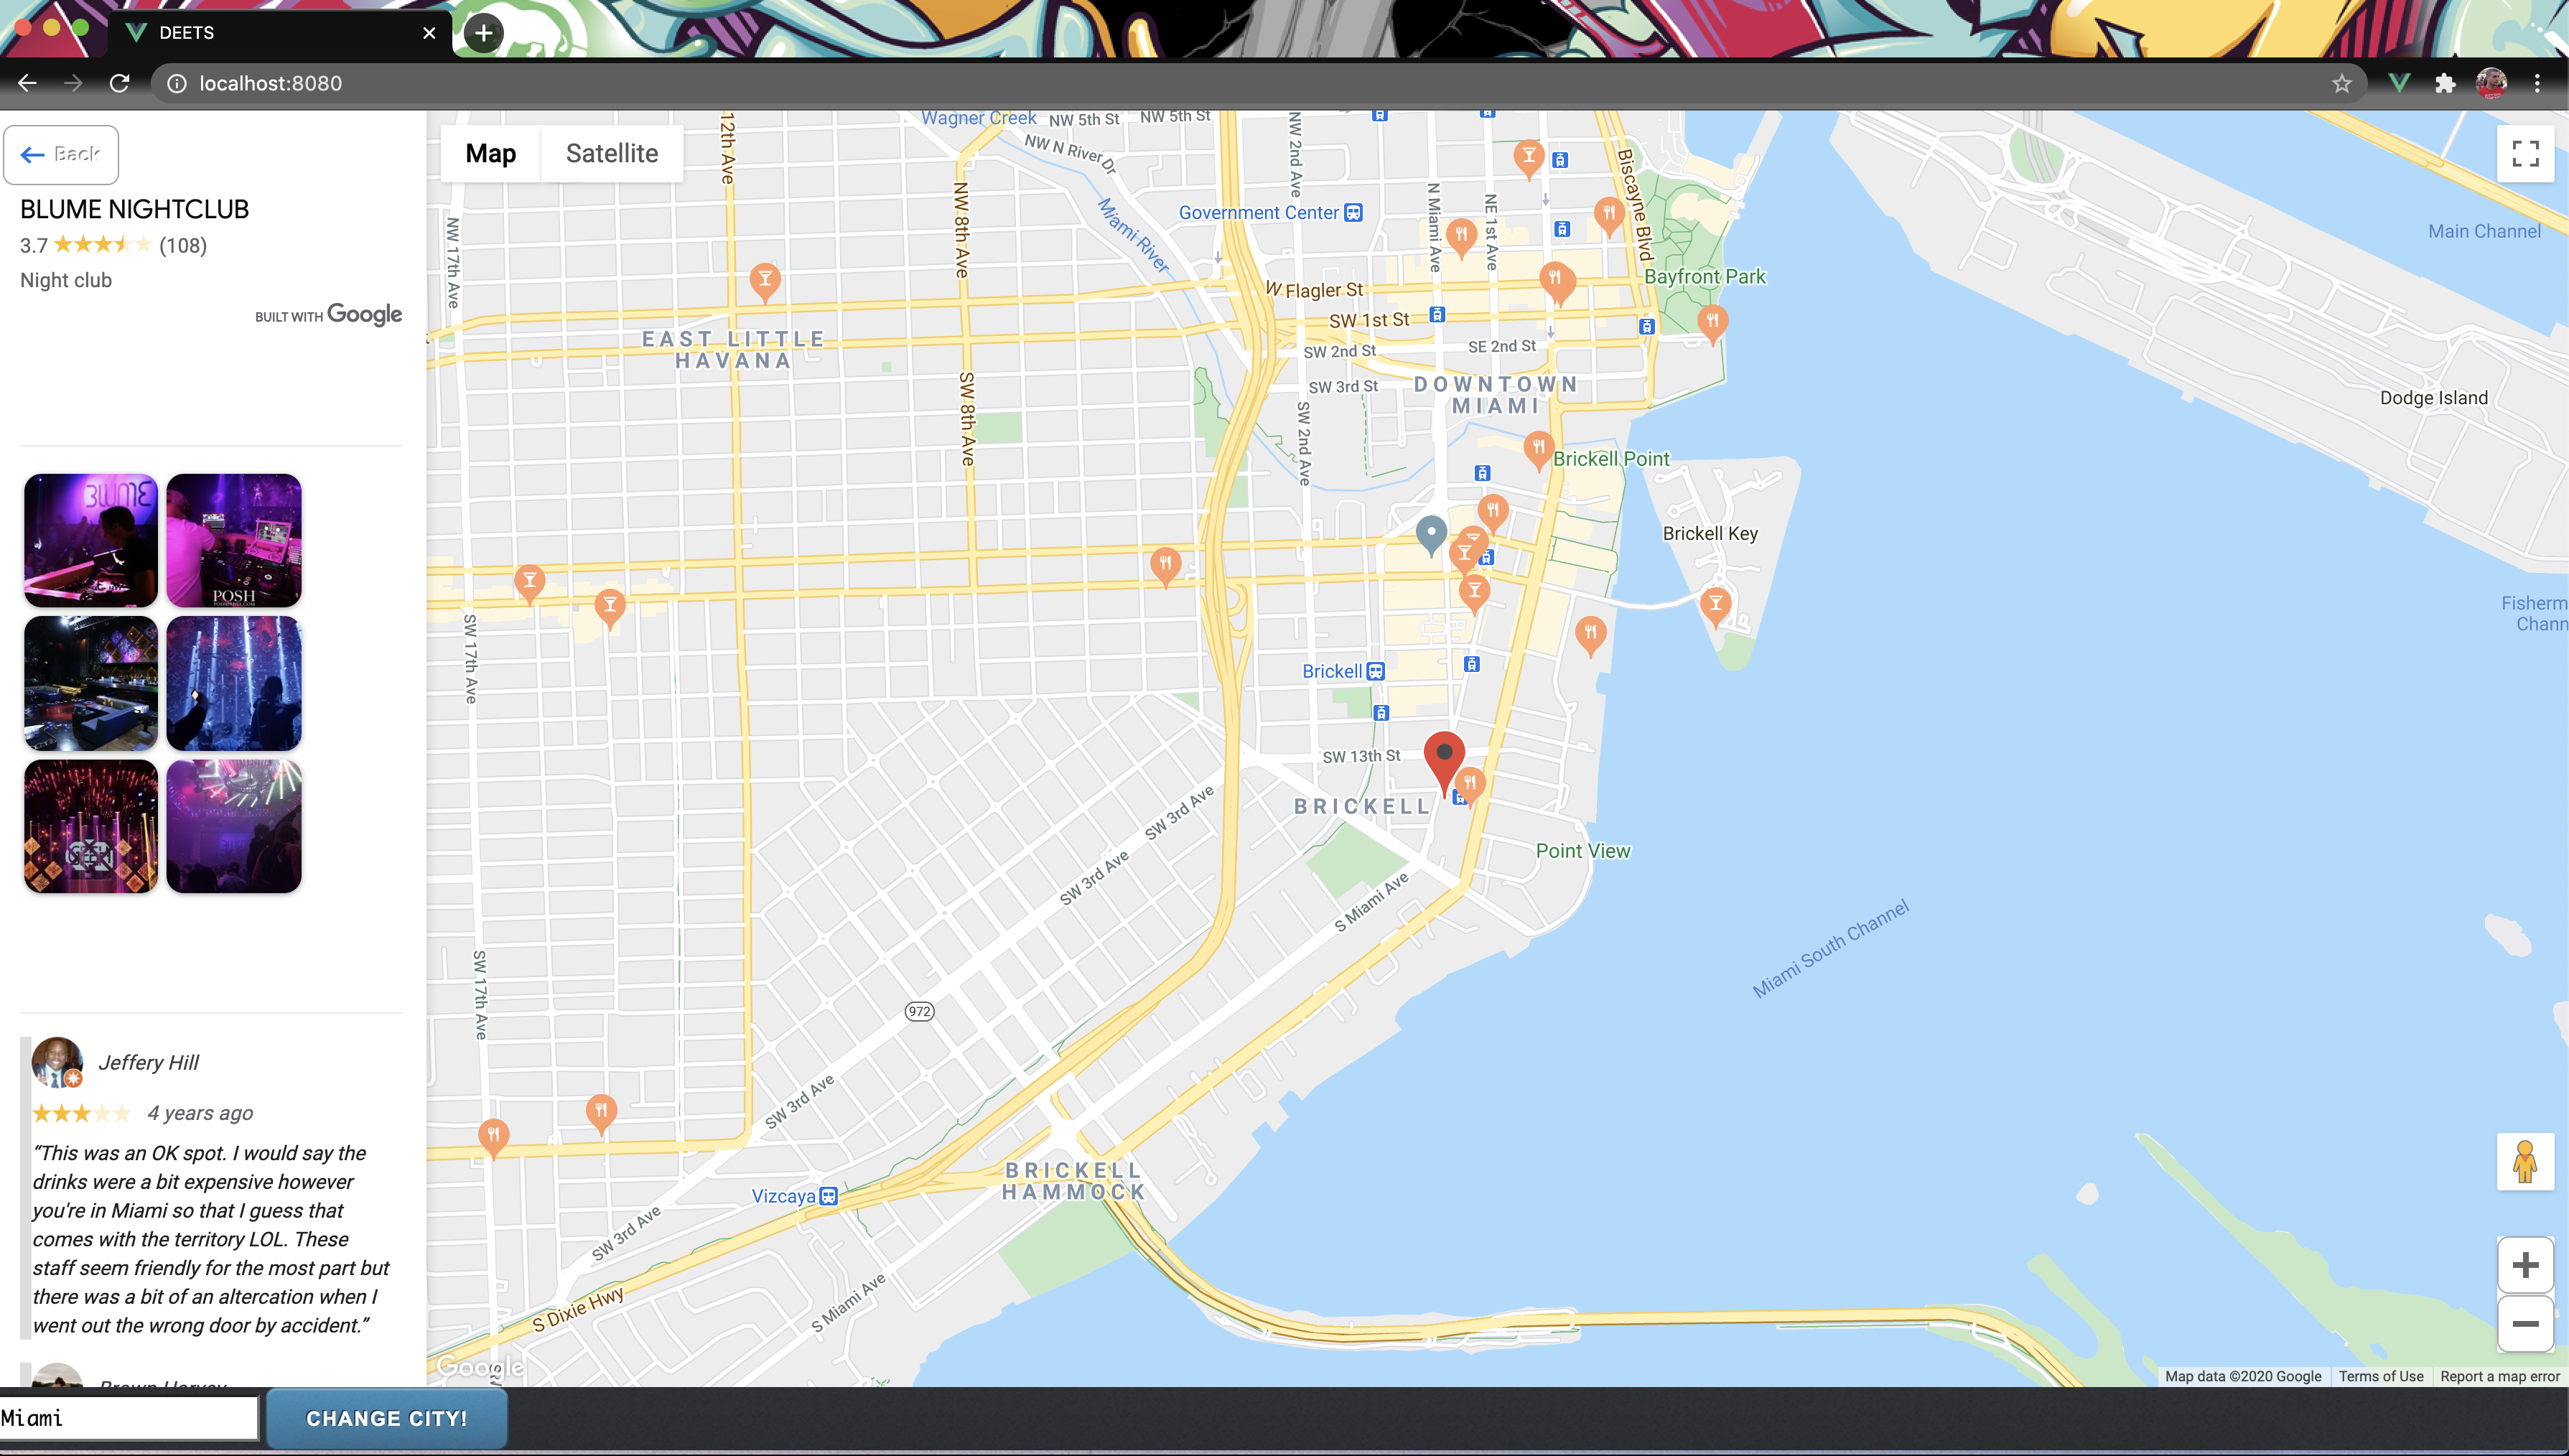 DEETS
localhost:8080
Back
BLUME NIGHTCLUB
3.7 (108)
Night club
BUILT WITH Google
BLUME
POSH
Jeffery Hill
4 years ago
“This was an OK spot. I would say the
drinks were a bit expensive however
you're in Miami so that I guess that
comes with the territory LOL. These
staff seem friendly for the most part but
there was a bit of an altercation when I
went out the wrong door by accident.”
Miami
CHANGE CITY!
Map
Satellite
Wagner Creek
NW 5th St
NW 5th St
NW N River Dr
12th Ave
NW 17th Ave
NW 8th Ave
Miami River
NW 2nd Ave
Government Center
N Miami Ave
NE 1st Ave
Biscayne Blvd
Main Channel
Bayfront Park
W Flagler St
SW 1st St
EAST LITTLE
HAVANA
SW 2nd St
SE 2nd St
SW 3rd St
DOWNTOWN
MIAMI
Dodge Island
SW 8th Ave
SW 2nd Ave
Brickell Point
Brickell Key
Fisherm
Chann
SW 17th Ave
Brickell
SW 13th St
BRICKELL
SW 3rd Ave
SW 3rd Ave
Point View
S Miami Ave
Miami South Channel
SW 17th Ave
972
SW 3rd Ave
BRICKELL
HAMMOCK
Vizcaya
SW 3rd Ave
S Dixie Hwy
S Miami Ave
Google
Map data ©2020 Google
Terms of Use
Report a map error